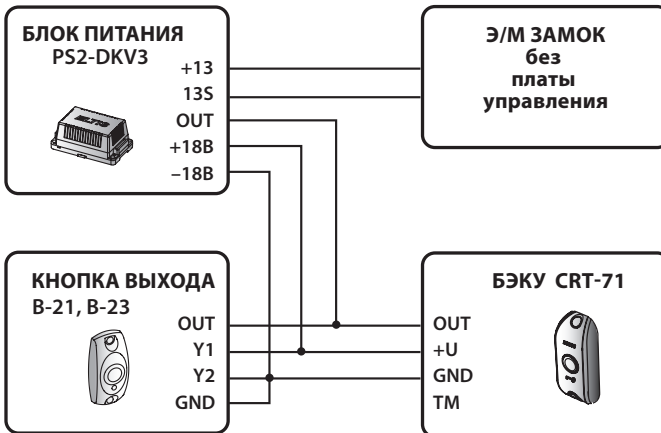 БЛОК ПИТАНИЯ
PS2-DKV3
+13
13S
OUT
+18В
–18В
Э/М ЗАМОК
без
платы
управления
КНОПКА ВЫХОДА
B-21, B-23
OUT
Y1
Y2
GND
БЭКУ CRT-71
OUT
+U
GND
TM